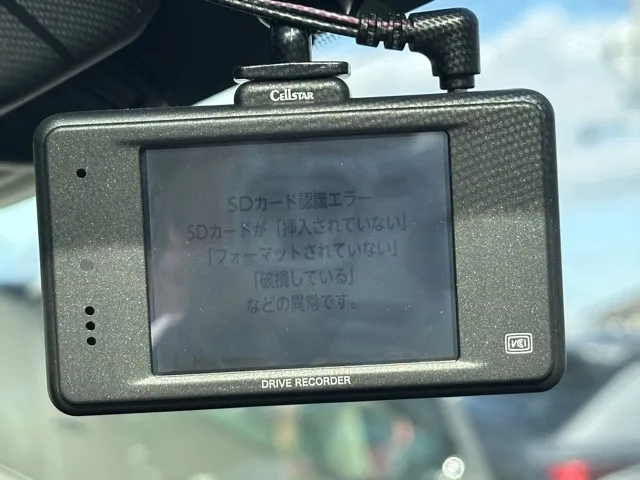 CELLSTAR
SDカード認識エラー
SDカードが「挿入されていない」
「フォーマットされていない」
「破損している」
などの異常です。
DRIVE RECORDER
VCCI